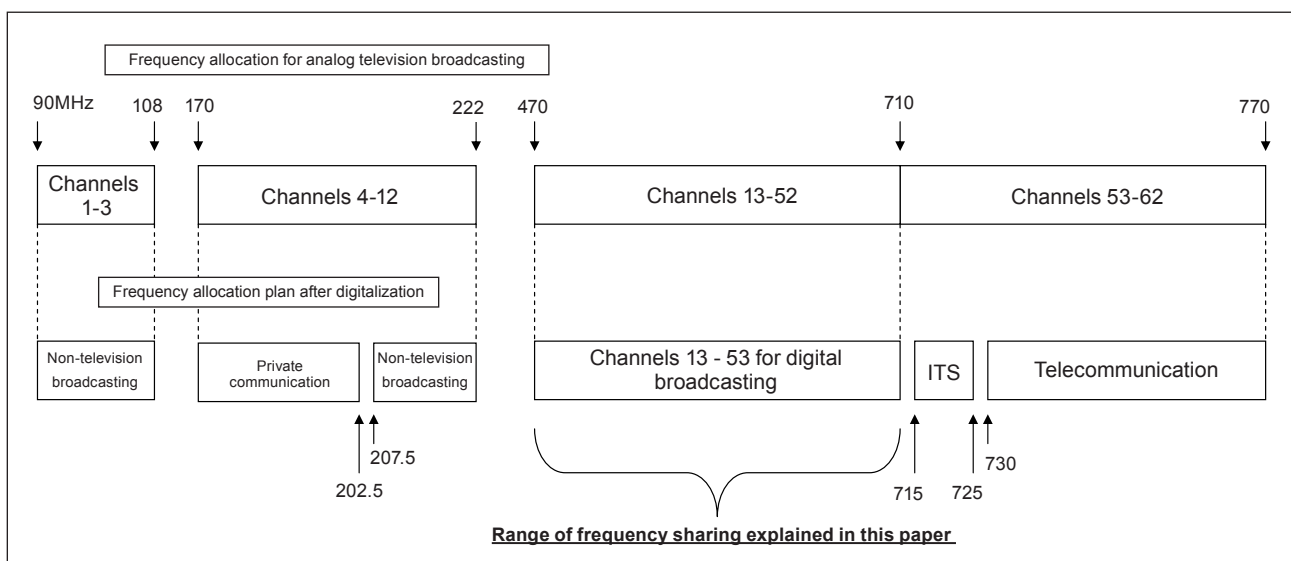 Frequency allocation for analog television broadcasting
90MHz
108
170
222
470
710
770
Channels
1-3
Channels 4-12
Channels 13-52
Channels 53-62
Frequency allocation plan after digitalization
Non-television
broadcasting
Private
communication
Non-television
broadcasting
Channels 13 - 53 for digital
broadcasting
ITS
Telecommunication
207.5
202.5
715
725
730
Range of frequency sharing explained in this paper